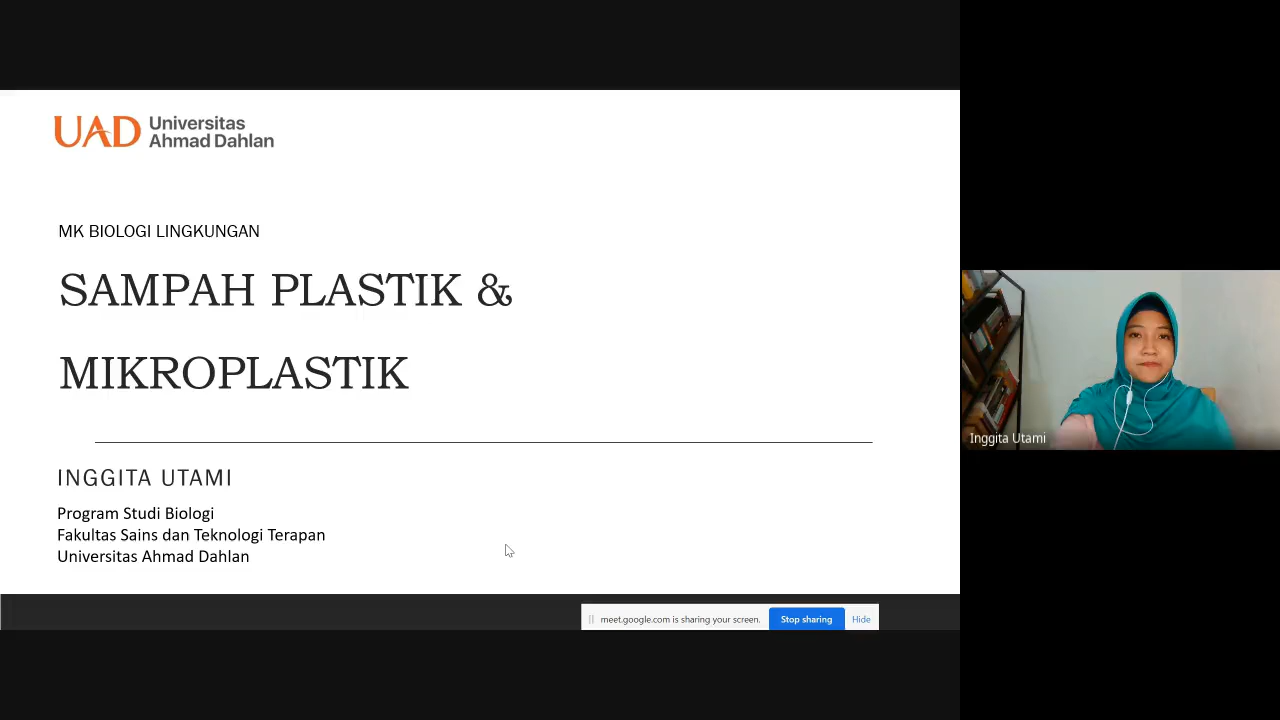 UAD Universitas
Ahmad Dahlan
MK BIOLOGI LINGKUNGAN
SAMPAH PLASTIK &
MIKROPLASTIK
INGGITA UTAMI
Program Studi Biologi
Fakultas Sains dan Teknologi Terapan
Universitas Ahmad Dahlan
meet.google.com is sharing your screen. Stop sharing Hide
Inggita Utami